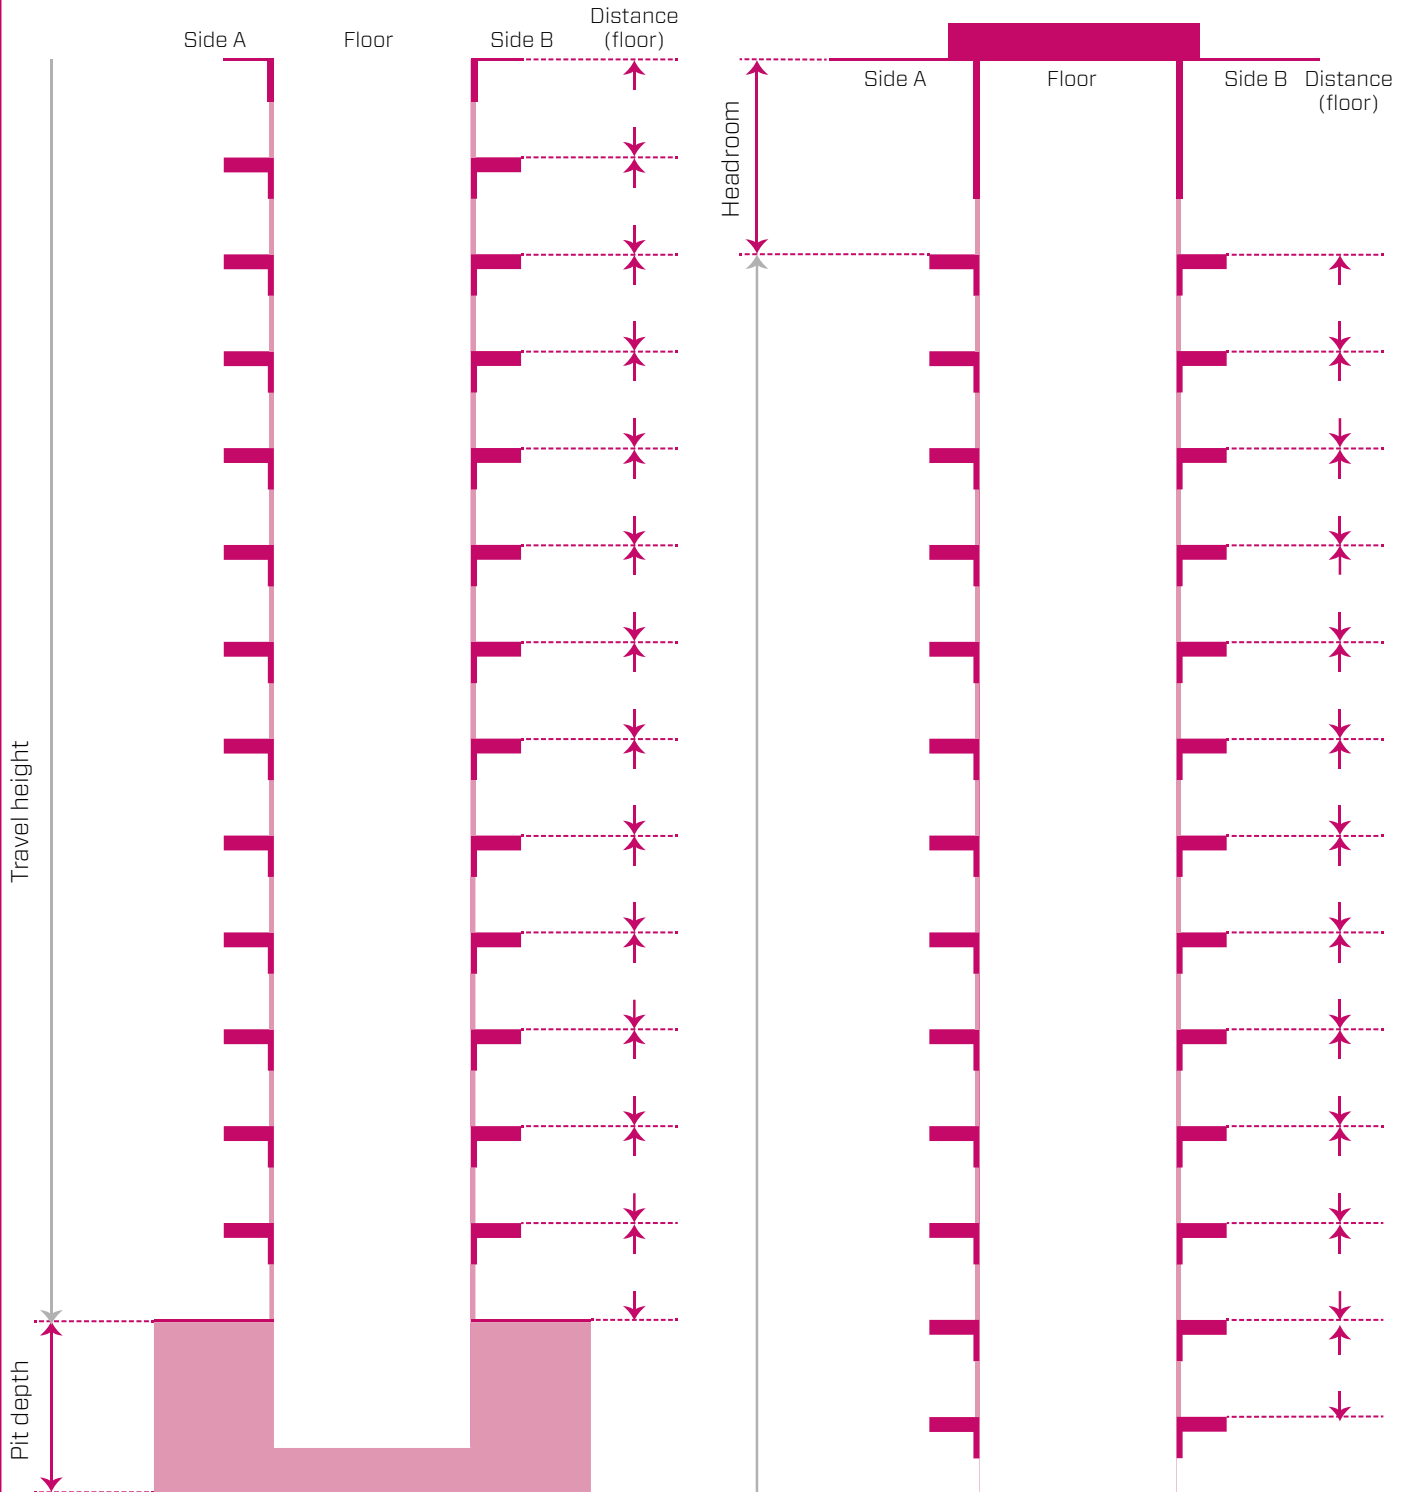 Side A
Floor
Side B
Distance
(floor)
Travel height
Pit depth
Headroom
Side A
Floor
Side B
Distance
(floor)